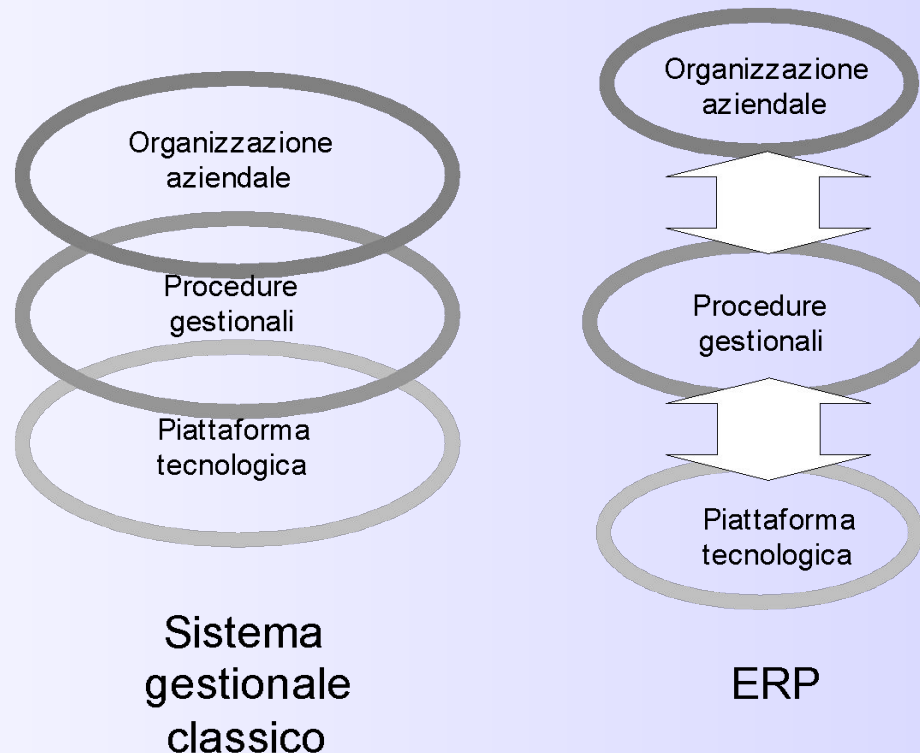 Organizzazione
aziendale
Procedure
gestionali
Piattaforma
tecnologica
Sistema
gestionale
classico
Organizzazione
aziendale
Procedure
gestionali
Piattaforma
tecnologica
ERP